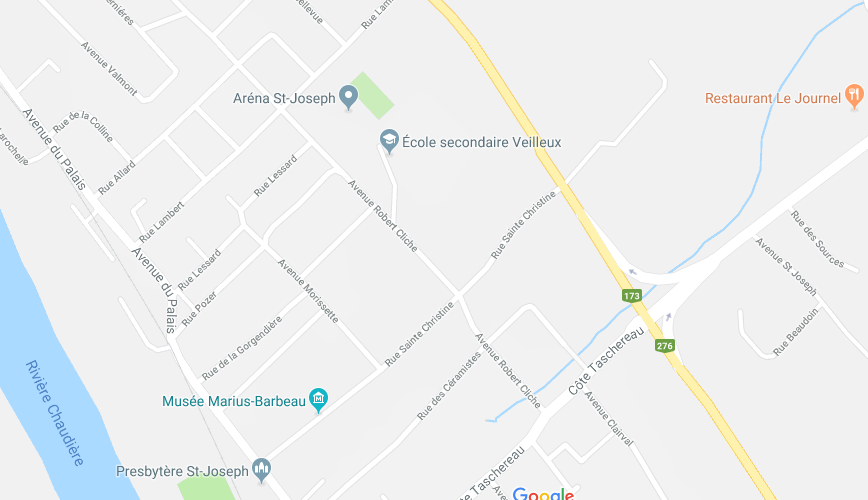 Rue Lam
Avenue Valmont
Aréna St-Joseph
Restaurant Le Journel
Rue de la Colline
École secondaire Veilleux
Avenue du Palais
Larochelle
Rue Allard
Rue Lessard
Avenue Robert Cliche
Rue Sainte Christine
Rue Lambert
Rue des Sources
Avenue St Joseph
Avenue du Palais
Rue Lessard
Avenue Morissette
Rue Pozer
173
Rue de la Gorgendière
Rue Sainte Christine
Rue Beaudoin
276
Côte Taschereau
Avenue Robert Cliche
Rue des Céramistes
Rivière Chaudière
Musée Marius-Barbeau
Avenue Clairval
Presbytère St-Joseph
Côte Taschereau
Google